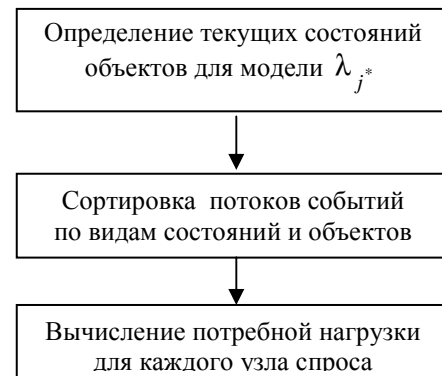 Определение текущих состояний
объектов для модели λ_{j*}
Сортировка потоков событий
по видам состояний и объектов
Вычисление потребной нагрузки
для каждого узла спроса